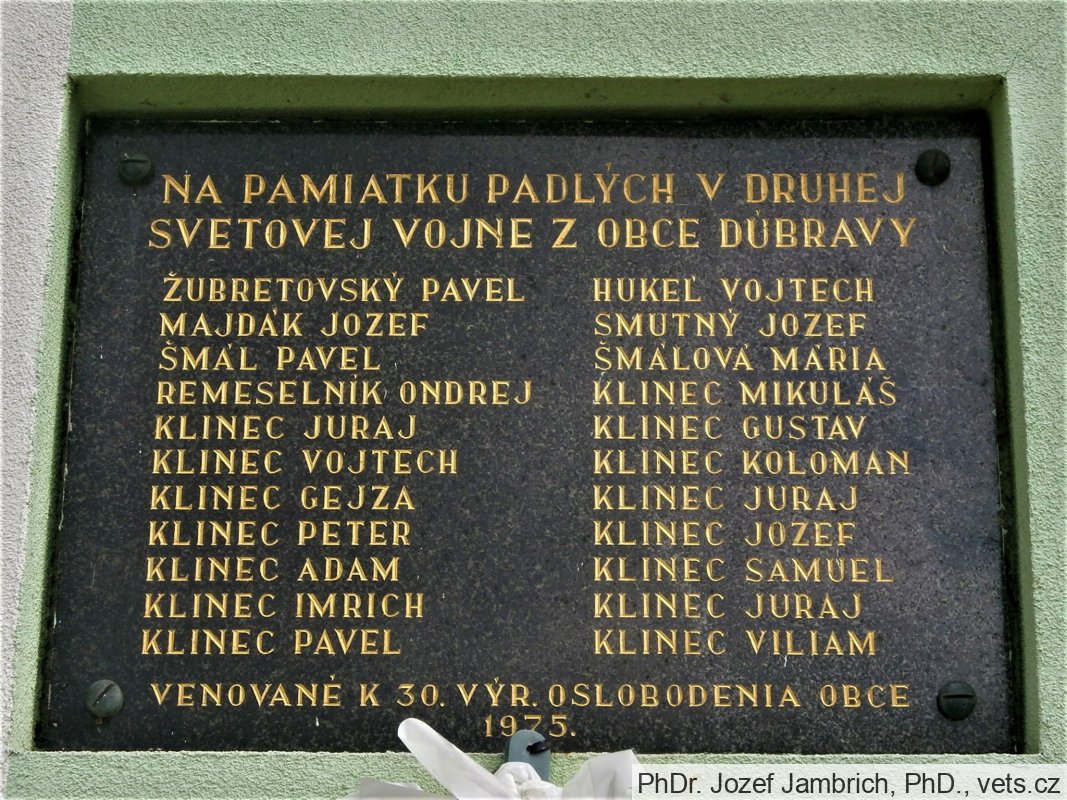 NA PAMIATKU PADLÝCH V DRUHEJ
SVETOVEJ VOJNE Z OBCE DÚBRAVY
ŽUBRETOVSKÝ PAVEL
MAJDÁK JOZEF
ŠMÁL PAVEL
REMESELNÍK ONDREJ
KLINEC JURAJ
KLINEC VOJTECH
KLINEC GEJZA
KLINEC PETER
KLINEC ADAM
KLINEC IMRICH
KLINEC PAVEL
HUKEĽ VOJTECH
SMUTNÝ JOZEF
ŠMÁLOVÁ MÁRIA
KLINEC MIKULÁŠ
KLINEC GUSTAV
KLINEC KOLOMAN
KLINEC JURAJ
KLINEC JOZEF
KLINEC SAMUEL
KLINEC JURAJ
KLINEC VILIAM
VENOVANÉ K 30. VÝR. OSLOBODENIA OBCE
1975.
PhDr. Jozef Jambrich, PhD., vets.cz